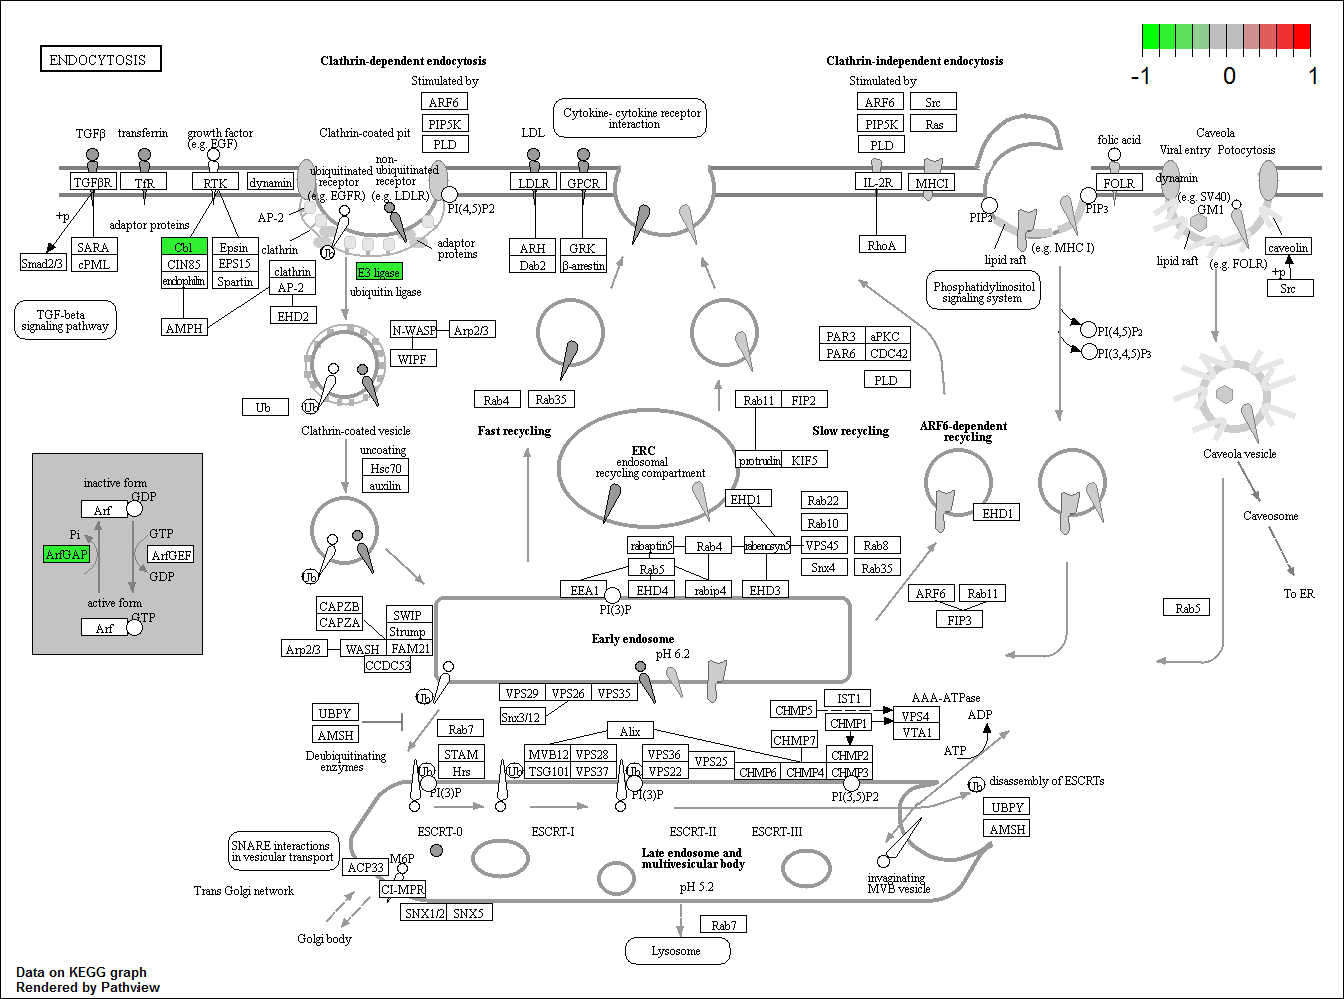 ENDOCYTOSIS
-1
0
1
Clathrin-dependent endocytosis
Stimulated by
ARF6
PIP5K
PLD
Clathrin-independent endocytosis
Stimulated by
ARF6
Src
PIP5K
Ras
PLD
Cytokine- cytokine receptor
interaction
TGFβ
transferrin
growth factor
(e.g. EGF)
Clathrin-coated pit
LDL
folic acid
Caveola
Viral entry
Potocytosis
TGFβR
TfR
RTK
dynamin
ubiquitinated
receptor
(e.g. EGFR)
non-
ubiquitinated
receptor
(e.g. LDLR)
LDLR
GPCR
IL-2R
MHCI
FOLR
dynamin
(e.g. SV40)
GM1
PI(4,5)P2
PIP2
PIP3
+p
adaptor proteins
AP-2
Ub
adaptor
proteins
Smad2/3
SARA
cPML
Cbl
CIN85
endophilin
Epsin
EPS15
Spartin
clathrin
clathrin
AP-2
EHD2
AMPH
E3 ligase
ubiquitin ligase
ARH
Dab2
GRK
β-arrestin
RhoA
lipid raft
(e.g. MHC I)
lipid raft
(e.g. FOLR)
caveolin
+p
Src
TGF-beta
signaling pathway
Phosphatidylinositol
signaling system
N-WASP
Arp2/3
WIPF
PI(4,5)P2
PI(3,4,5)P3
PAR3
aPKC
PAR6
CDC42
PLD
Ub
Ub
Rab4
Rab35
Rab11
FIP2
Clathrin-coated vesicle
Fast recycling
Slow recycling
ARF6-dependent
recycling
uncoating
Hsc70
auxilin
ERC
endosomal
recycling compartment
protrudin
KIF5
Caveola vesicle
Caveosome
To ER
inactive form
GDP
Arf
Pi
GTP
ArfGAP
ArfGEF
GDP
active form
GTP
Arf
EHD1
Rab22
Rab10
EHD1
Ub
rabaptin5
Rab4
rabenosyn5
VPS45
Rab8
Rab5
Snx4
Rab35
EEA1
EHD4
rabip4
EHD3
PI(3)P
ARF6
Rab11
FIP3
Rab5
CAPZB
CAPZA
SWIP
Strump
Arp2/3
WASH
FAM21
CCDC53
Early endosome
pH 6.2
Ub
VPS29
VPS26
VPS35
Snx3/12
UBPY
AMSH
Deubiquitinating
enzymes
Rab7
STAM
Hrs
Alix
MVB12
VPS28
TSG101
VPS37
VPS36
VPS22
VPS25
CHMP7
CHMP6
CHMP4
CHMP3
CHMP2
CHMP5
CHMP1
IST1
AAA-ATPase
VPS4
VTA1
ADP
ATP
Ub
Ub
Ub
PI(3)P
PI(3)P
PI(3,5)P2
Ub
disassembly of ESCRTs
UBPY
AMSH
ESCRT-0
ESCRT-I
ESCRT-II
ESCRT-III
SNARE interactions
in vesicular transport
ACP33
M6P
CI-MPR
Late endosome and
multivesicular body
pH 5.2
invaginating
MVB vesicle
Trans Golgi network
SNX1/2
SNX5
Golgi body
Rab7
Lysosome
Data on KEGG graph
Rendered by Pathview